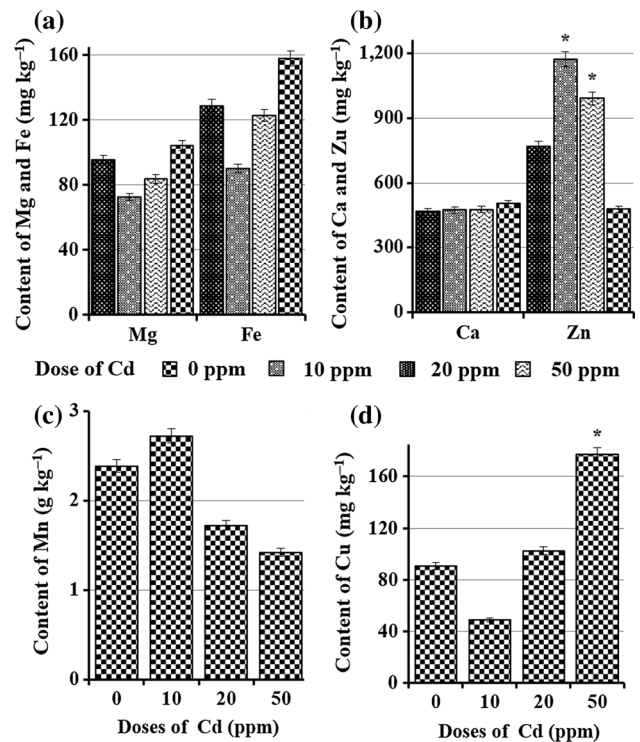 (a)
Content of Mg and Fe (mg kg⁻¹)
160
120
80
40
0
Mg Fe
(b)
Content of Ca and Zu (mg kg⁻¹)
1,200
900
600
300
0
* *
Ca Zn
Dose of Cd 0 ppm 10 ppm 20 ppm 50 ppm
(c)
Content of Mn (g kg⁻¹)
3
2
1
0
0 10 20 50
Doses of Cd (ppm)
(d)
Content of Cu (mg kg⁻¹)
160
120
80
40
0
*
0 10 20 50
Doses of Cd (ppm)